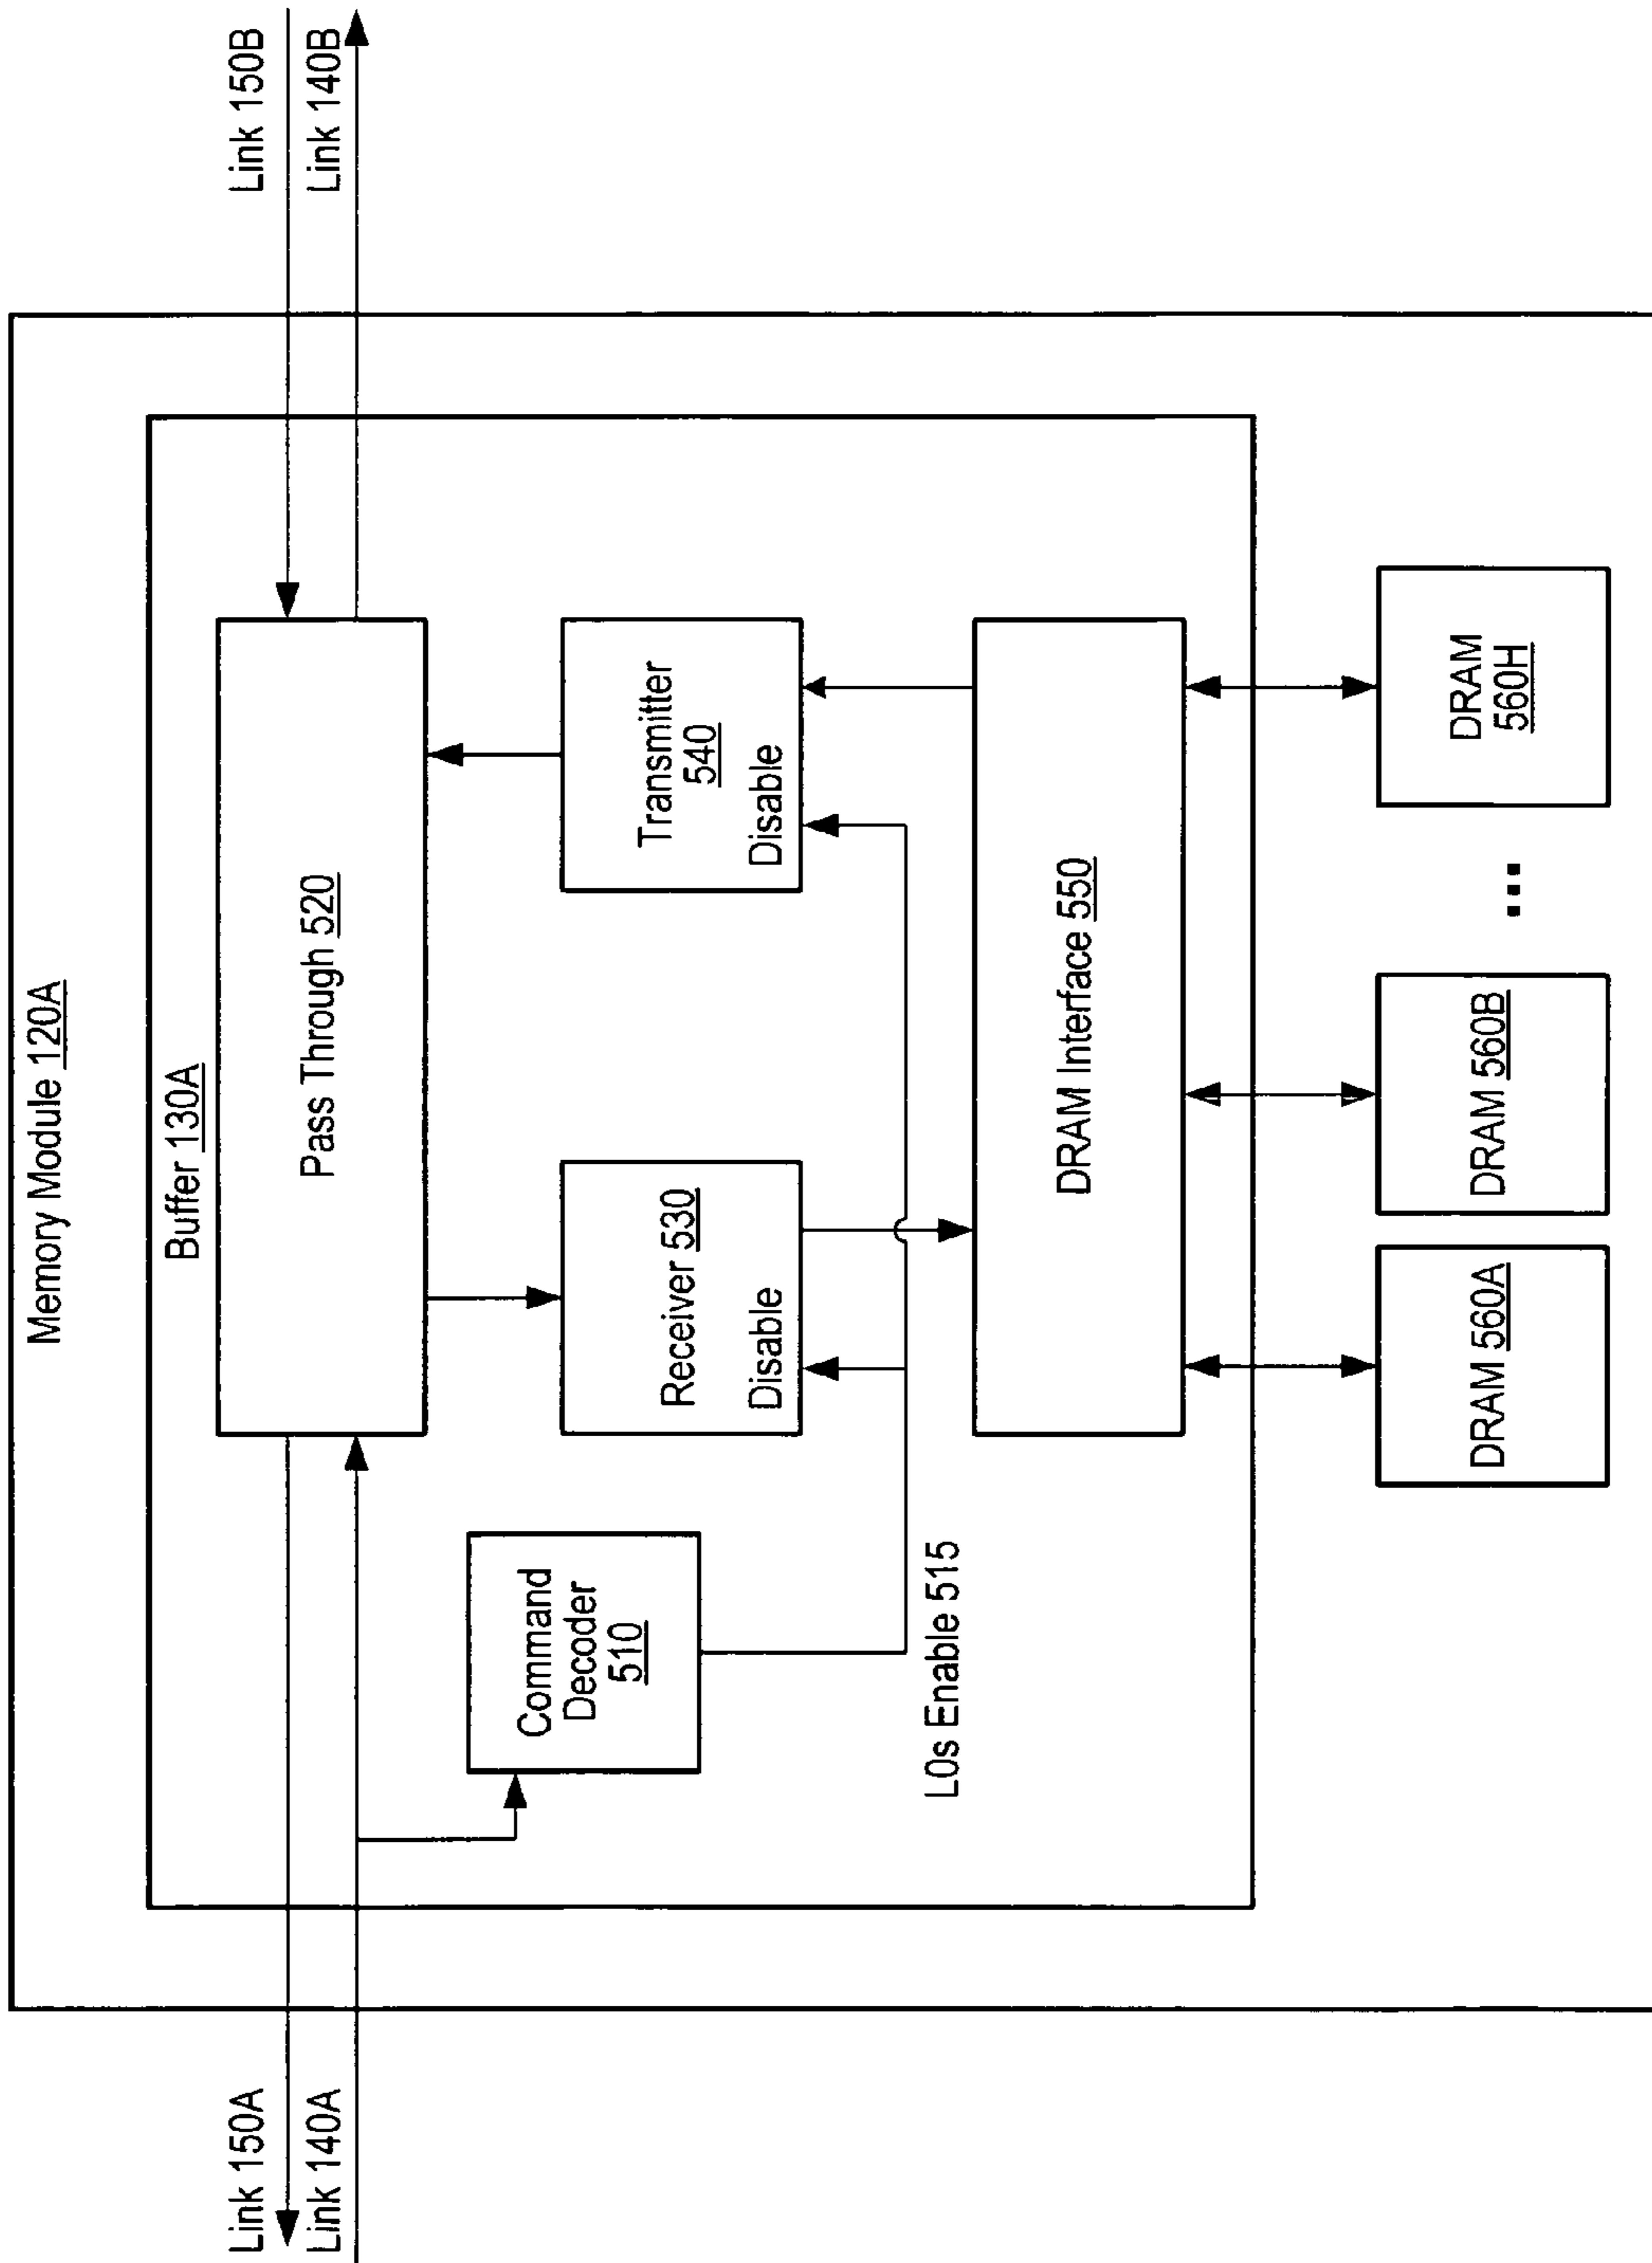 Memory Module 120A
Buffer 130A
Link 150A
Link 140A
Link 150B
Link 140B
Pass Through 520
Command
Decoder
510
Receiver 530
Disable
Transmitter
540
Disable
L0s Enable 515
DRAM Interface 550
DRAM 560A
DRAM 560B
...
DRAM
560H